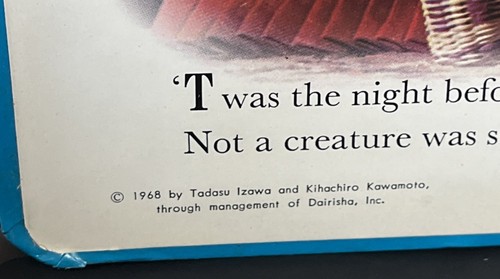 ‘Twas the night befo
Not a creature was s
© 1968 by Tadasu Izawa and Kihachiro Kawamoto,
through management of Dairisha, Inc.